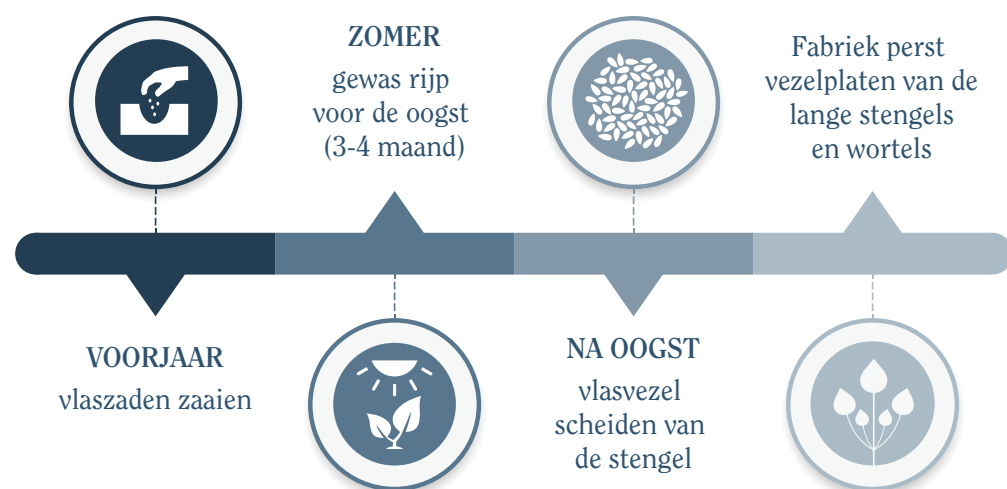 VOORJAAR
vlaszaden zaaien
ZOMER
gewas rijp
voor de oogst
(3-4 maand)
NA OOGST
vlasvezel
scheiden van
de stengel
Fabriek perst
vezelplaten van de
lange stengels
en wortels